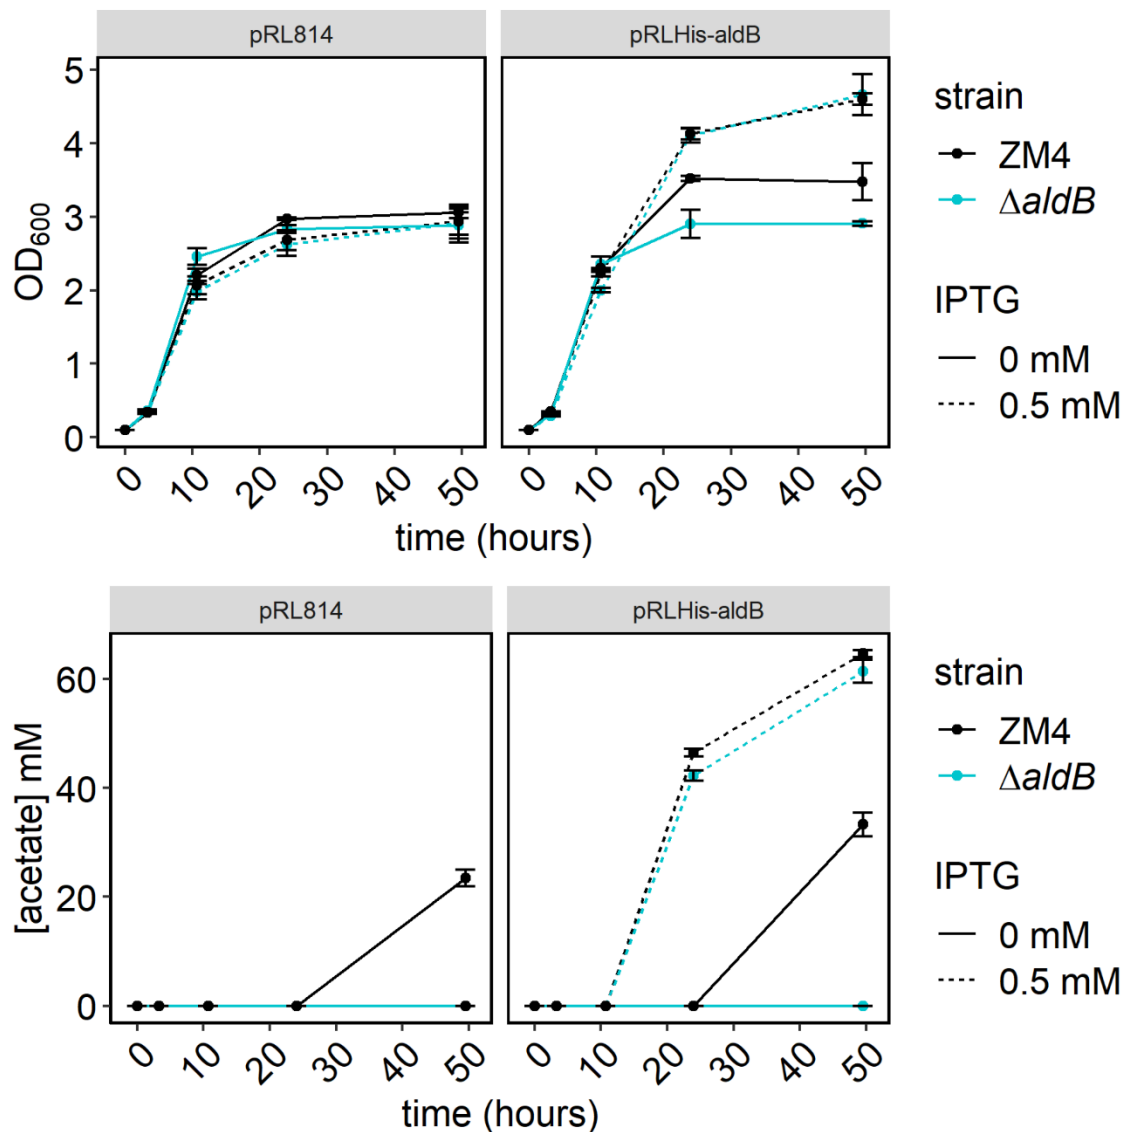 pRL814 pRLHis-aldB
5
4
3
2
1
0
OD600
0 10 20 30 40 50 0 10 20 30 40 50
time (hours)
strain
ZM4
ΔaldB
IPTG
0 mM
0.5 mM
pRL814 pRLHis-aldB
60
40
20
0
[acetate] mM
0 10 20 30 40 50 0 10 20 30 40 50
time (hours)
strain
ZM4
ΔaldB
IPTG
0 mM
0.5 mM